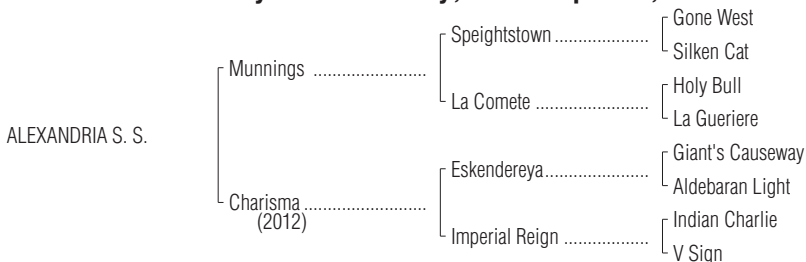 Gone West
Speightstown ....................
Silken Cat
Munnings ........................
Holy Bull
La Comete ........................
La Gueriere
ALEXANDRIA S. S.
Giant's Causeway
Eskendereya......................
Aldebaran Light
Charisma ..........................
(2012)
Indian Charlie
Imperial Reign ..................
V Sign